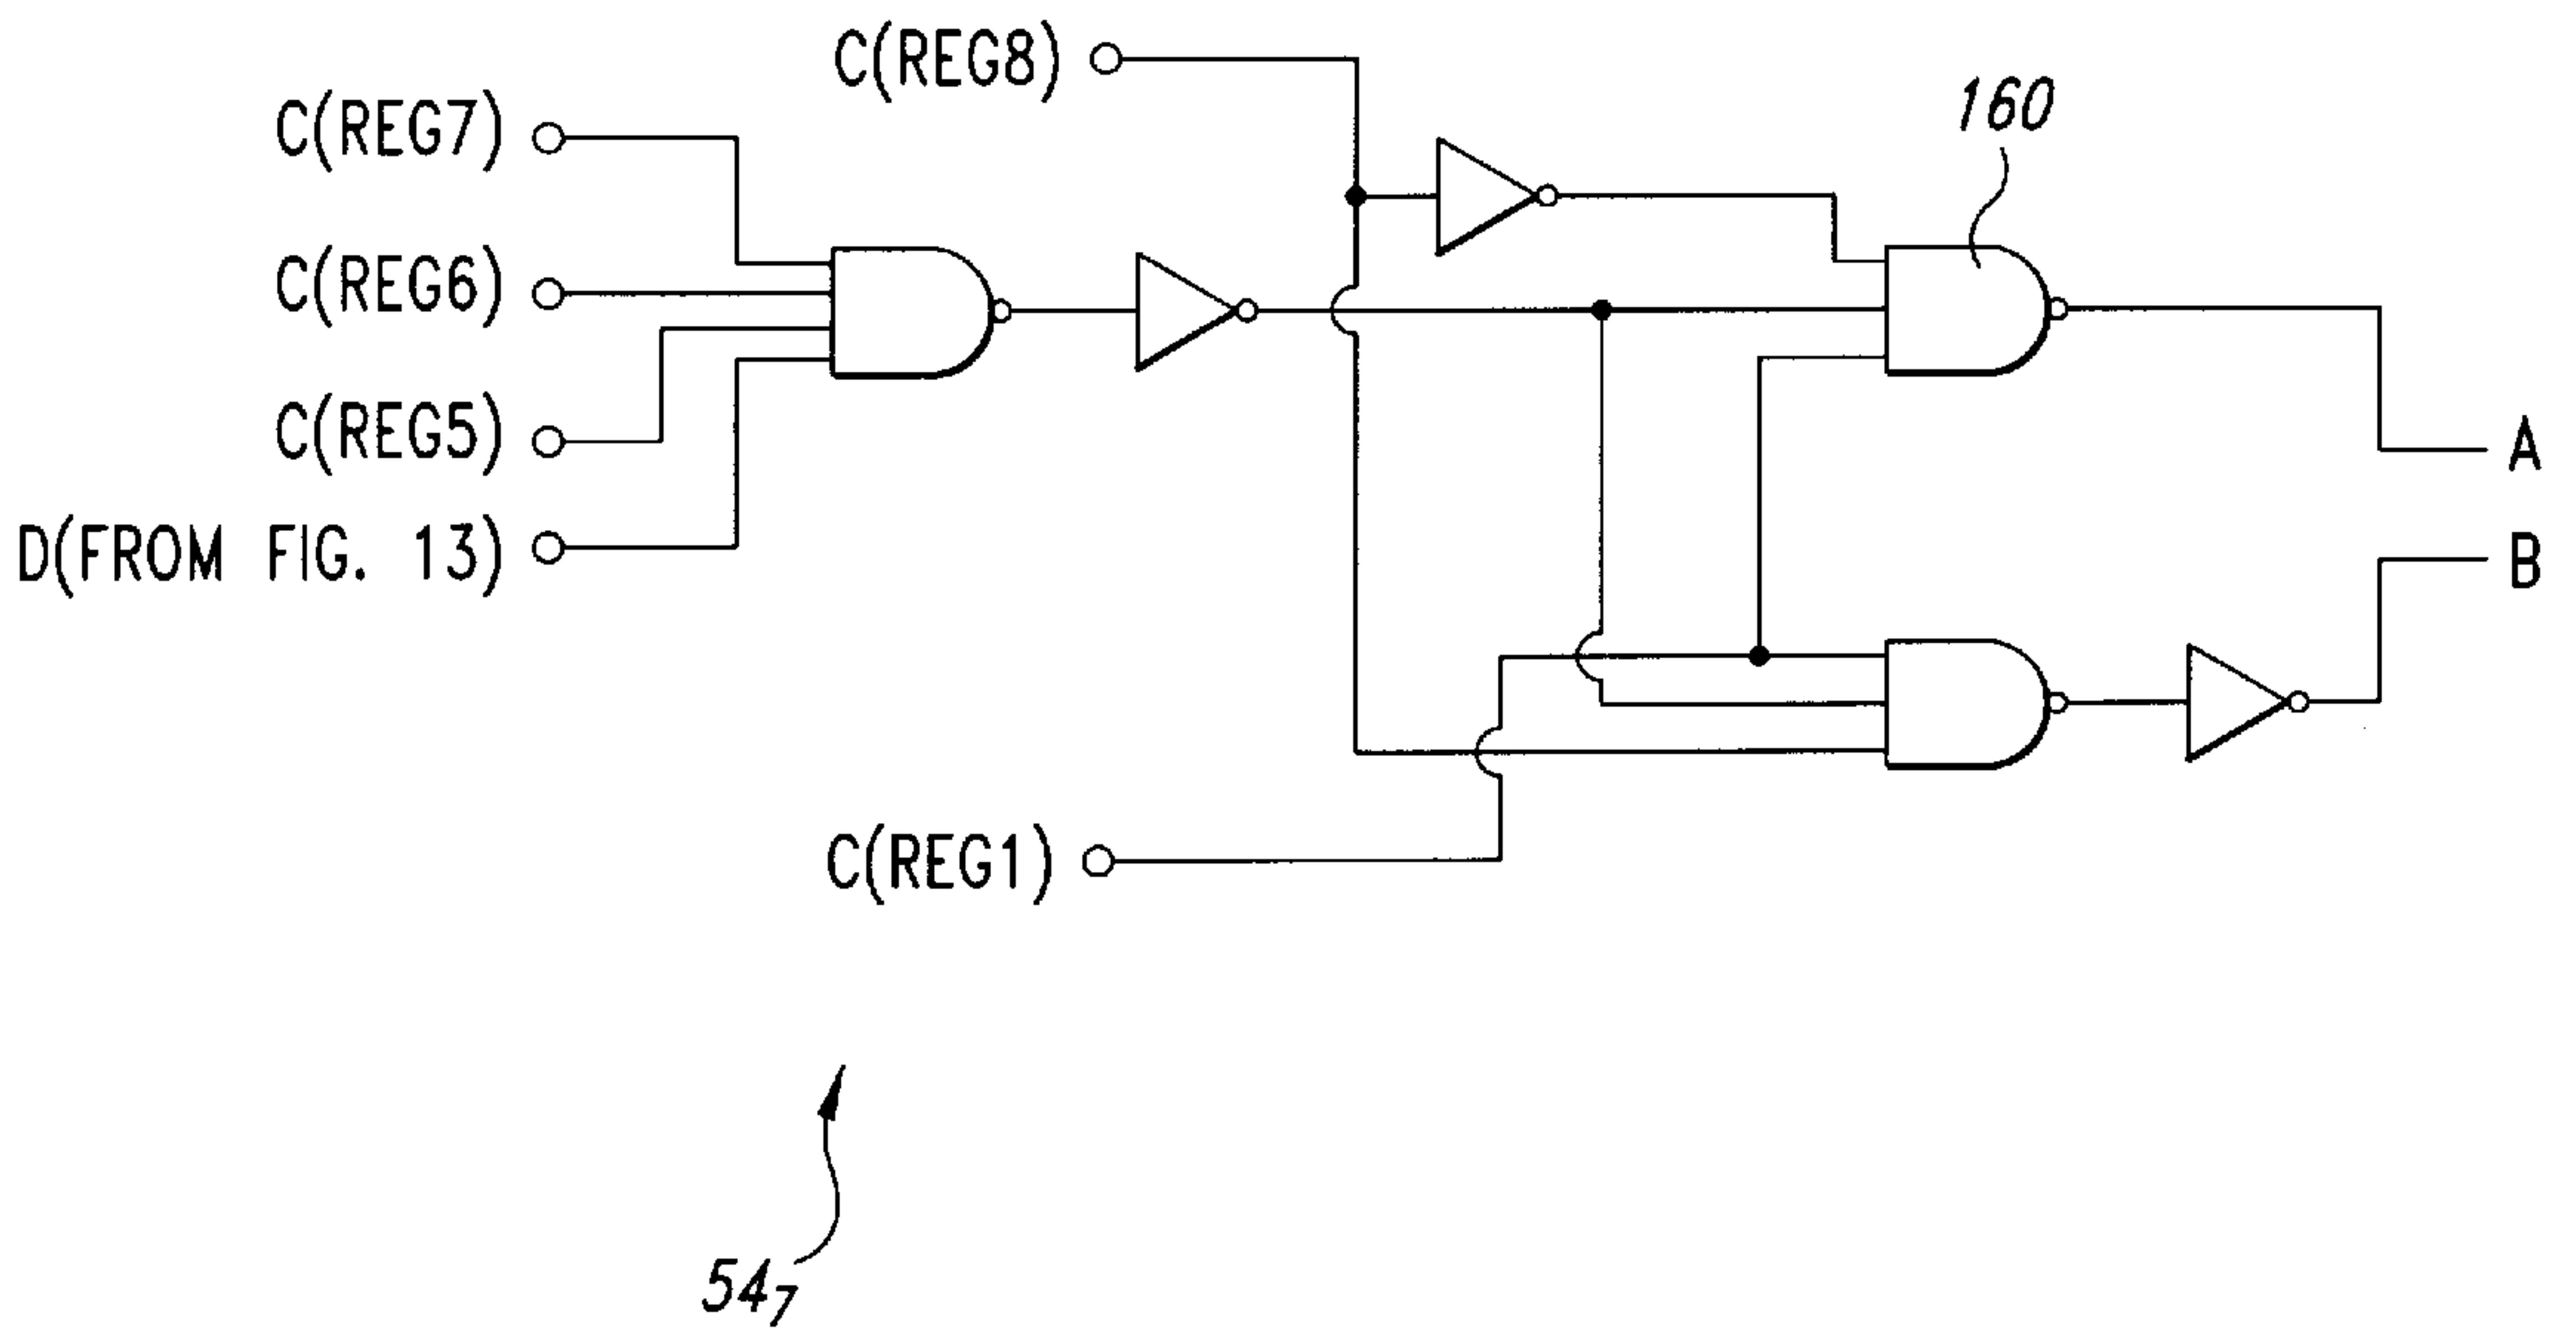 C(REG8)
160
C(REG7)
C(REG6)
C(REG5)
A
D(FROM FIG. 13)
B
C(REG1)
547